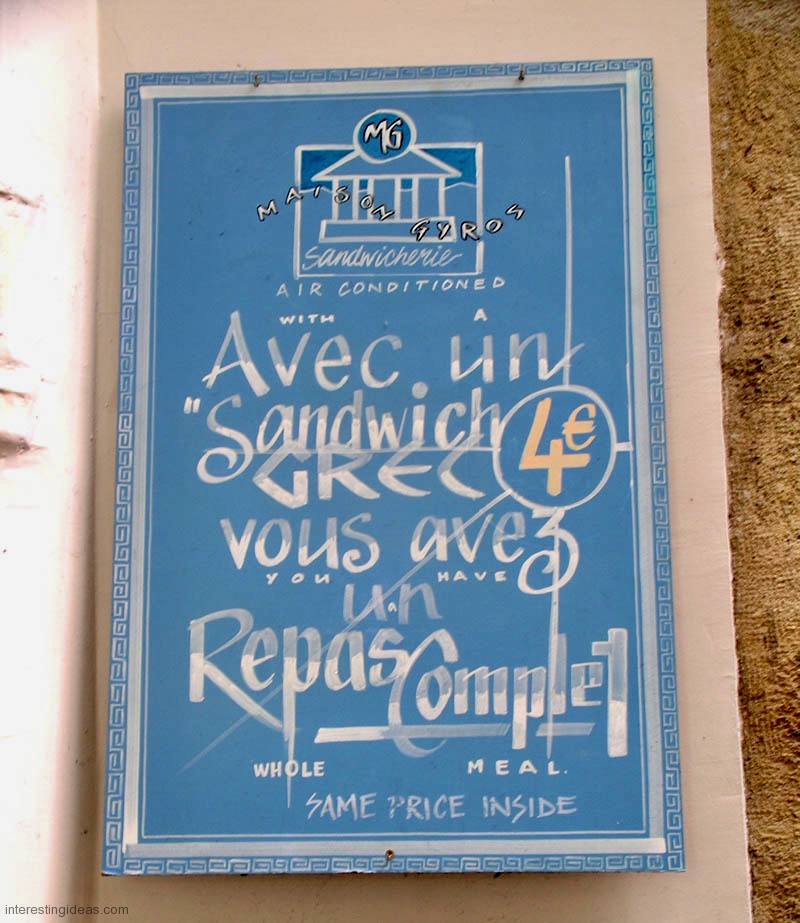 MG
MAISON GYROS
Sandwicherie
AIR CONDITIONED
WITH A
Avec un
"Sandwich
4€
GREC
vous avez
YOU HAVE
un
a
Repas
Complet
WHOLE MEAL.
SAME PRICE INSIDE
interestingideas.com